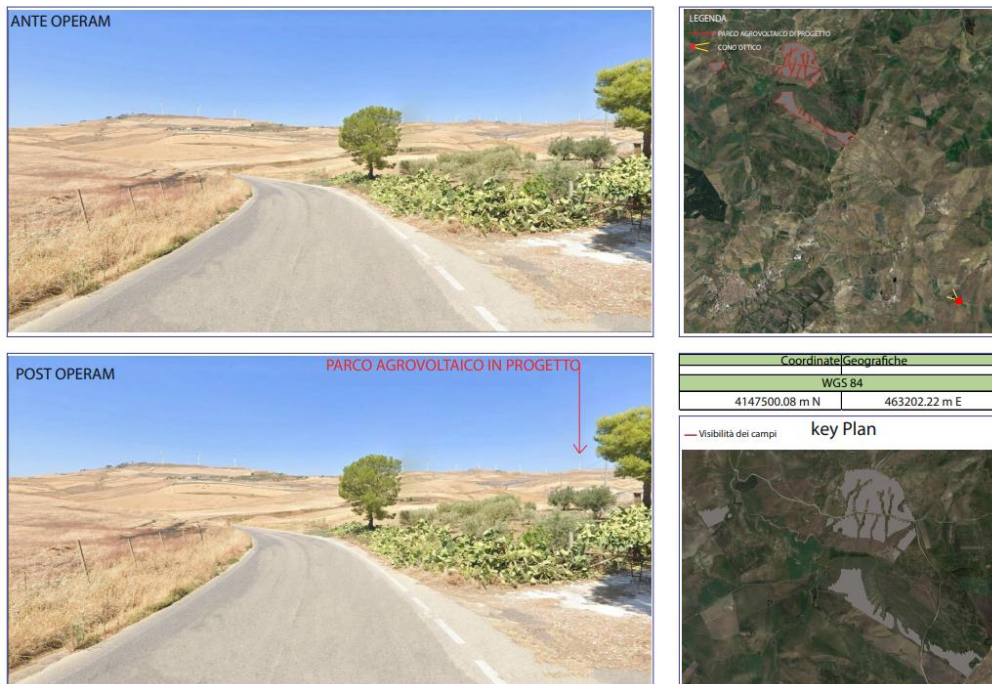 ANTE OPERAM
LEGENDA
PARCO AGROVOLTAICO DI PROGETTO
CONO OTTICO
POST OPERAM
PARCO AGROVOLTAICO IN PROGETTO
Coordinate Geografiche
WGS 84
4147500.08 m N 463202.22 m E
Visibilità dei campi
key Plan